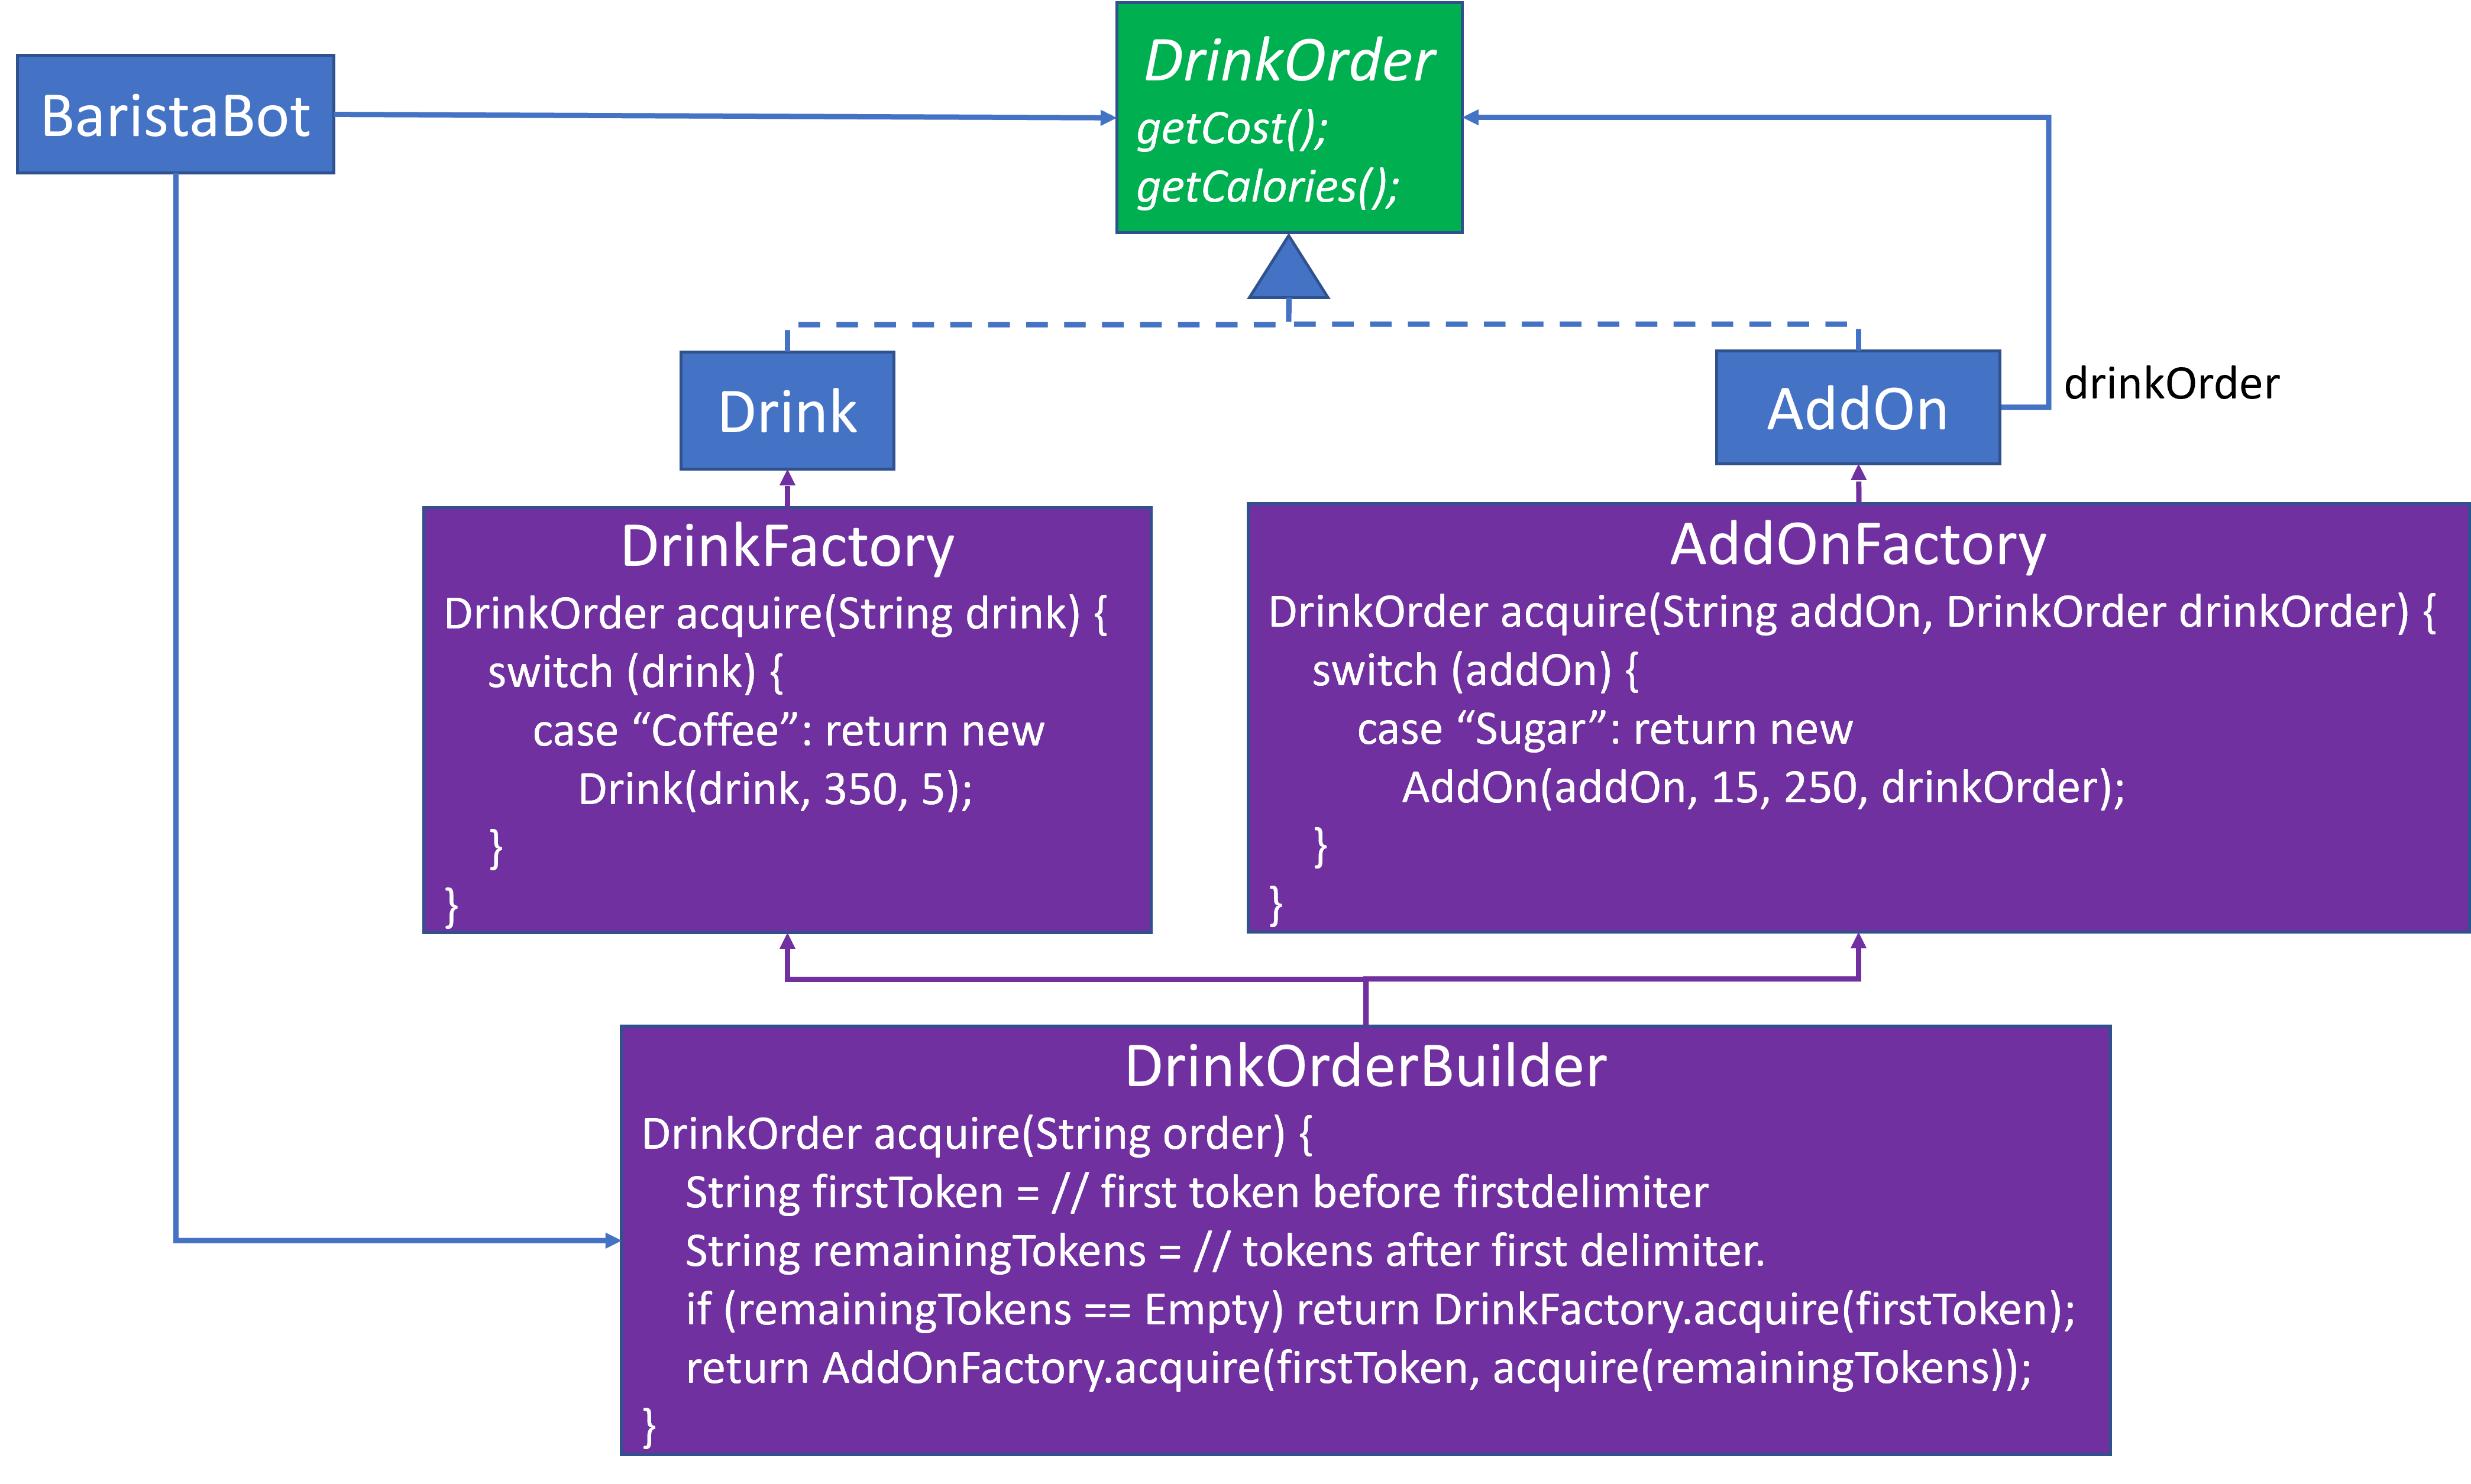 BaristaBot
DrinkOrder
getCost();
getCalories();
Drink
AddOn
drinkOrder
DrinkFactory
DrinkOrder acquire(String drink) {
switch (drink) {
case “Coffee”: return new
Drink(drink, 350, 5);
}
}
AddOnFactory
DrinkOrder acquire(String addOn, DrinkOrder drinkOrder) {
switch (addOn) {
case “Sugar”: return new
AddOn(addOn, 15, 250, drinkOrder);
}
}
DrinkOrderBuilder
DrinkOrder acquire(String order) {
String firstToken = // first token before firstdelimiter
String remainingTokens = // tokens after first delimiter.
if (remainingTokens == Empty) return DrinkFactory.acquire(firstToken);
return AddOnFactory.acquire(firstToken, acquire(remainingTokens));
}